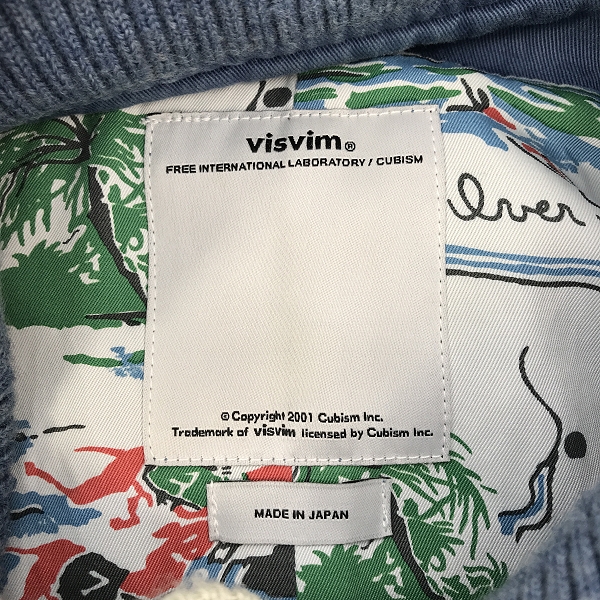 visvim®
FREE INTERNATIONAL LABORATORY / CUBISM
lver
© Copyright 2001 Cubism Inc.
Trademark of visvim licensed by Cubism Inc.
MADE IN JAPAN